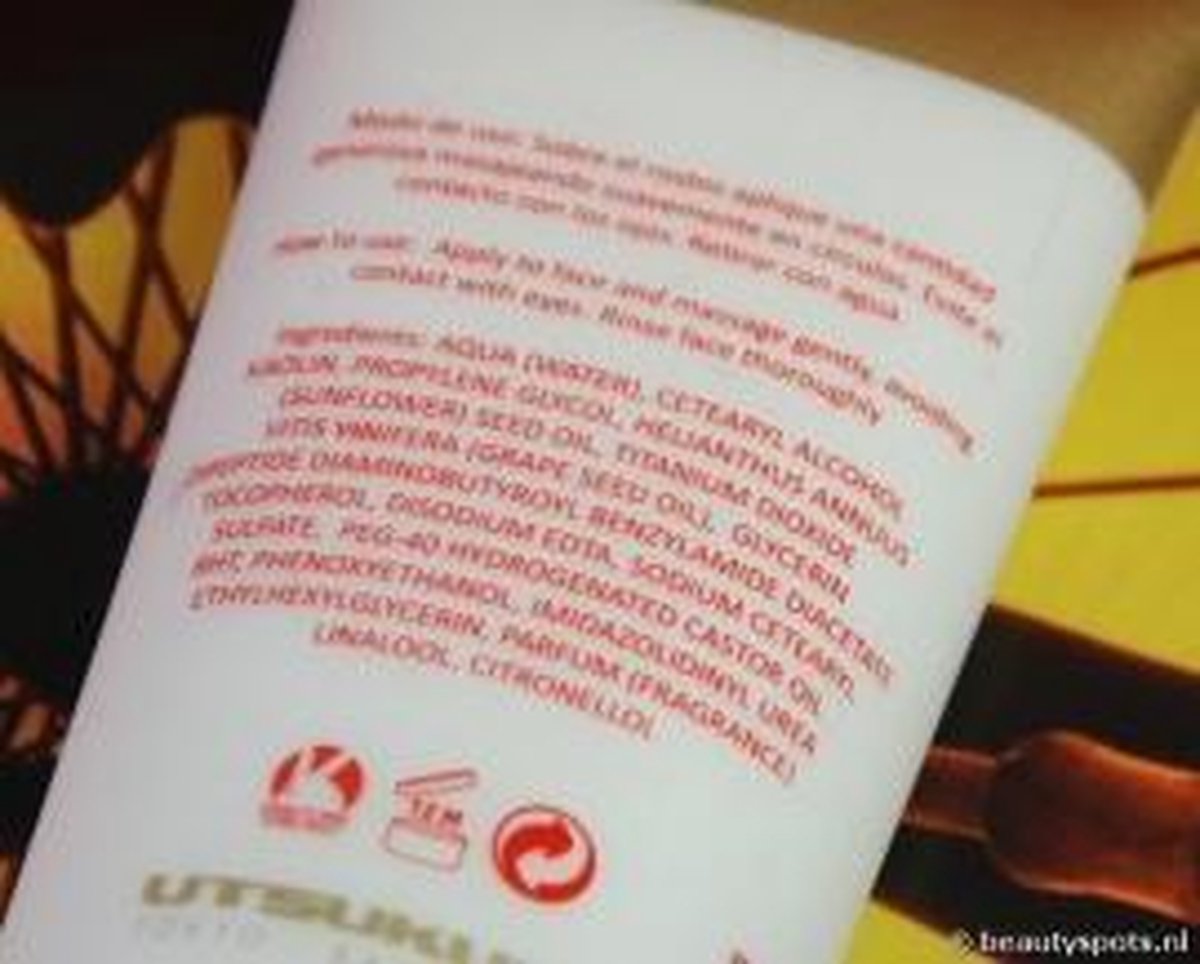 Modo de uso: Sobre el rostro aplique una cantidad
generosa masajeando suavemente en círculos. Evite el
contacto con los ojos. Retirar con agua
How to use: Apply to face and massage gently, avoiding
contact with eyes. Rinse face thoroughly
Ingredients: AQUA (WATER), CETEARYL ALCOHOL
KAOLIN, PROPYLENE GLYCOL, HELIANTHUS ANNUUS
(SUNFLOWER) SEED OIL, TITANIUM DIOXIDE
VITIS VINIFERA (GRAPE SEED OIL), GLYCERIN
DIAMINOBUTYROYL BENZYLAMIDE DIACETATE
TOCOPHEROL, DISODIUM EDTA, SODIUM CETEARYL
SULFATE, PEG-40 HYDROGENATED CASTOR OIL
BHT, PHENOXYETHANOL, IMIDAZOLIDINYL UREA
ETHYLHEXYLGLYCERIN, PARFUM (FRAGRANCE)
LINALOOL, CITRONELLOL
K
UTSUKU
TOKYO
© beautyspots.nl